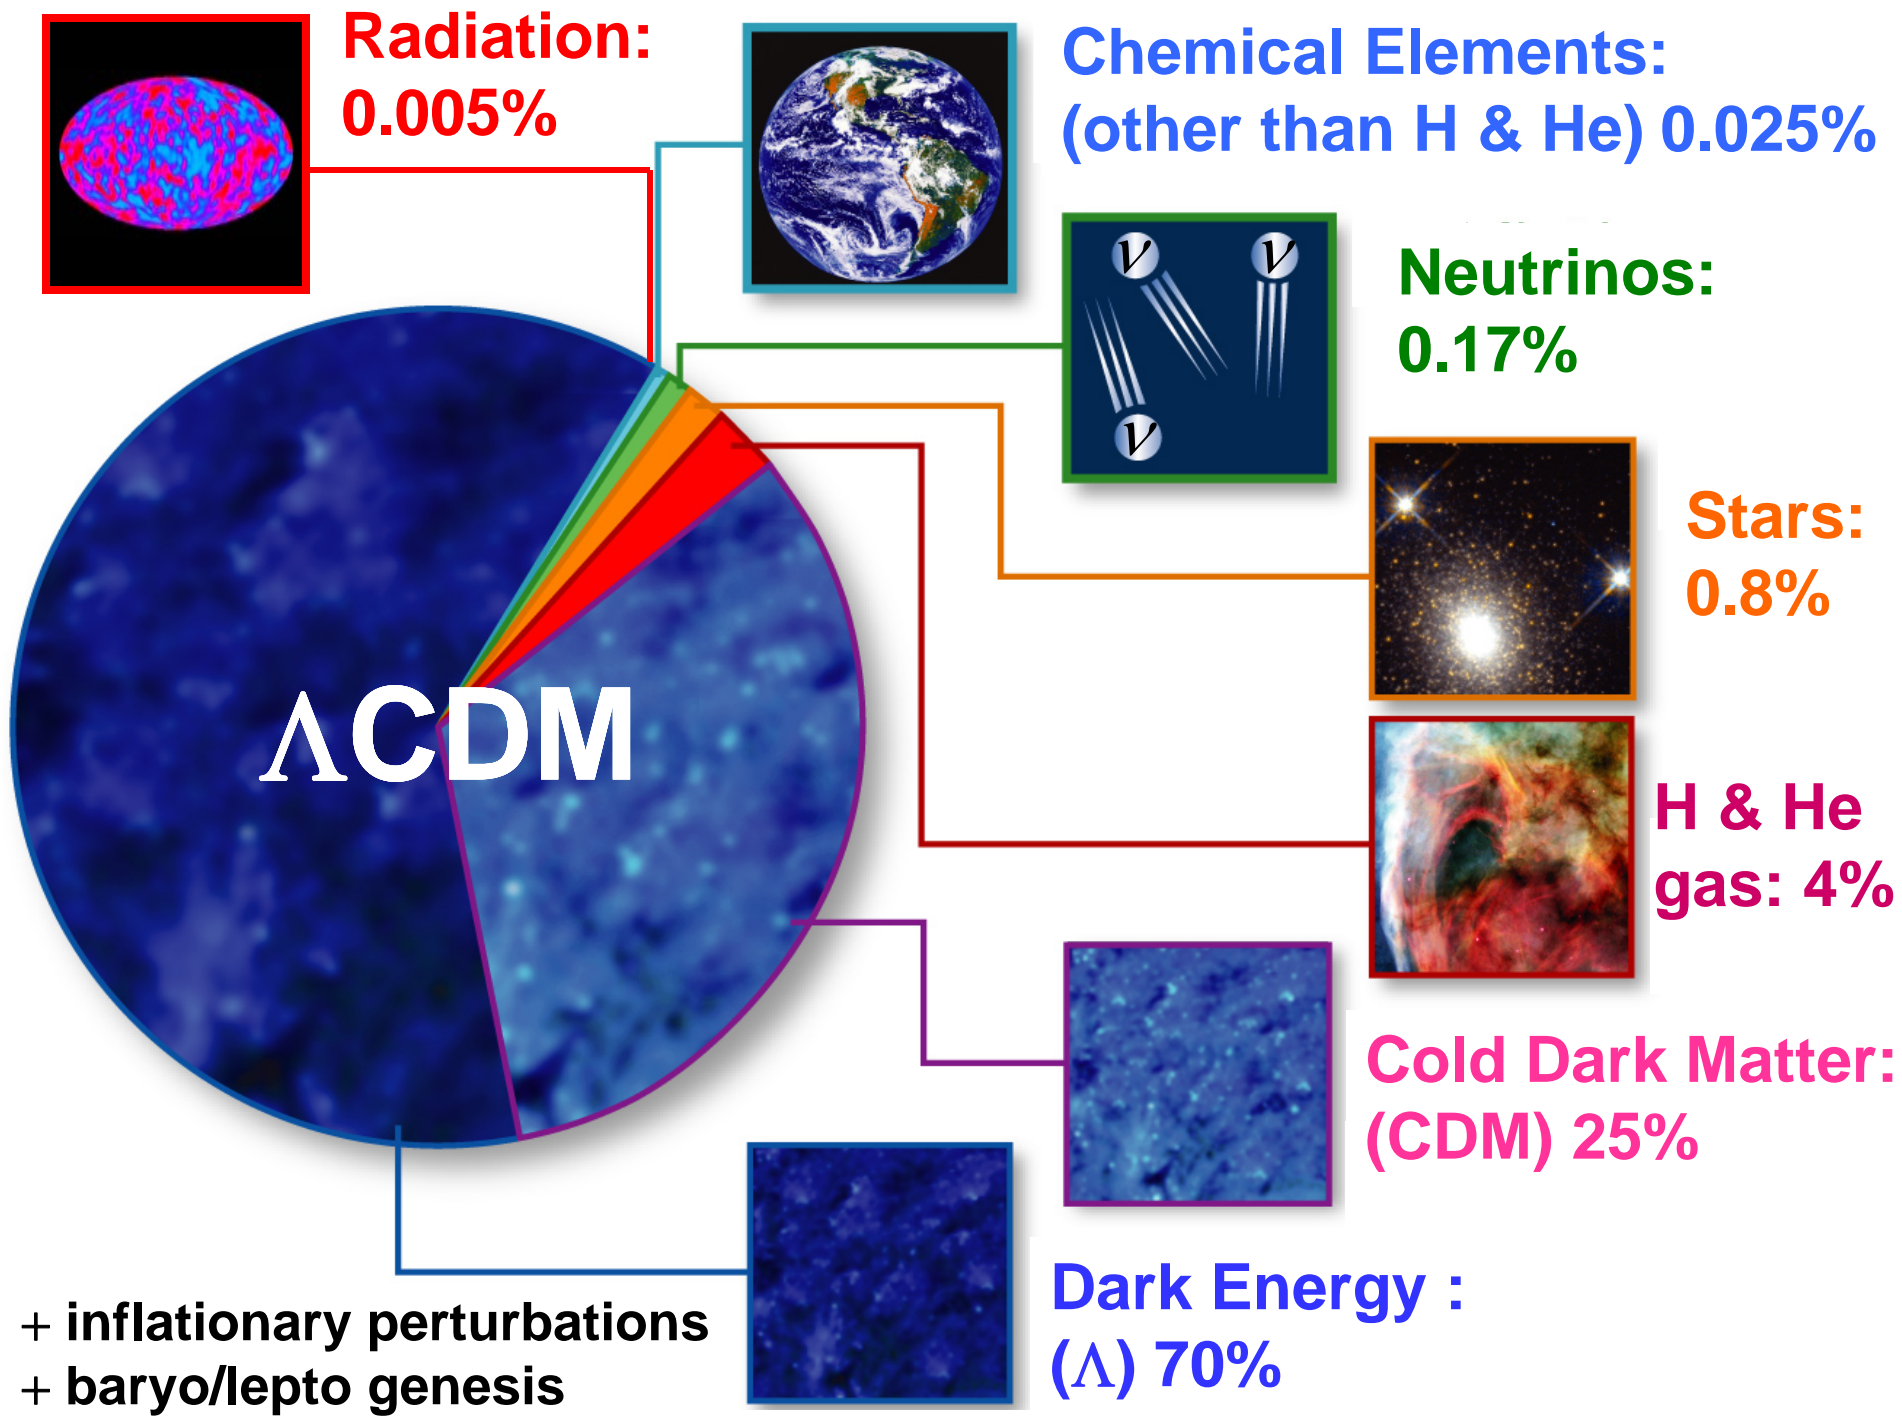 Radiation:
0.005%
Chemical Elements:
(other than H & He) 0.025%
ν
ν
ν
Neutrinos:
0.17%
Stars:
0.8%
ΛCDM
H & He
gas: 4%
Cold Dark Matter:
(CDM) 25%
Dark Energy :
(Λ) 70%
+ inflationary perturbations
+ baryo/lepto genesis